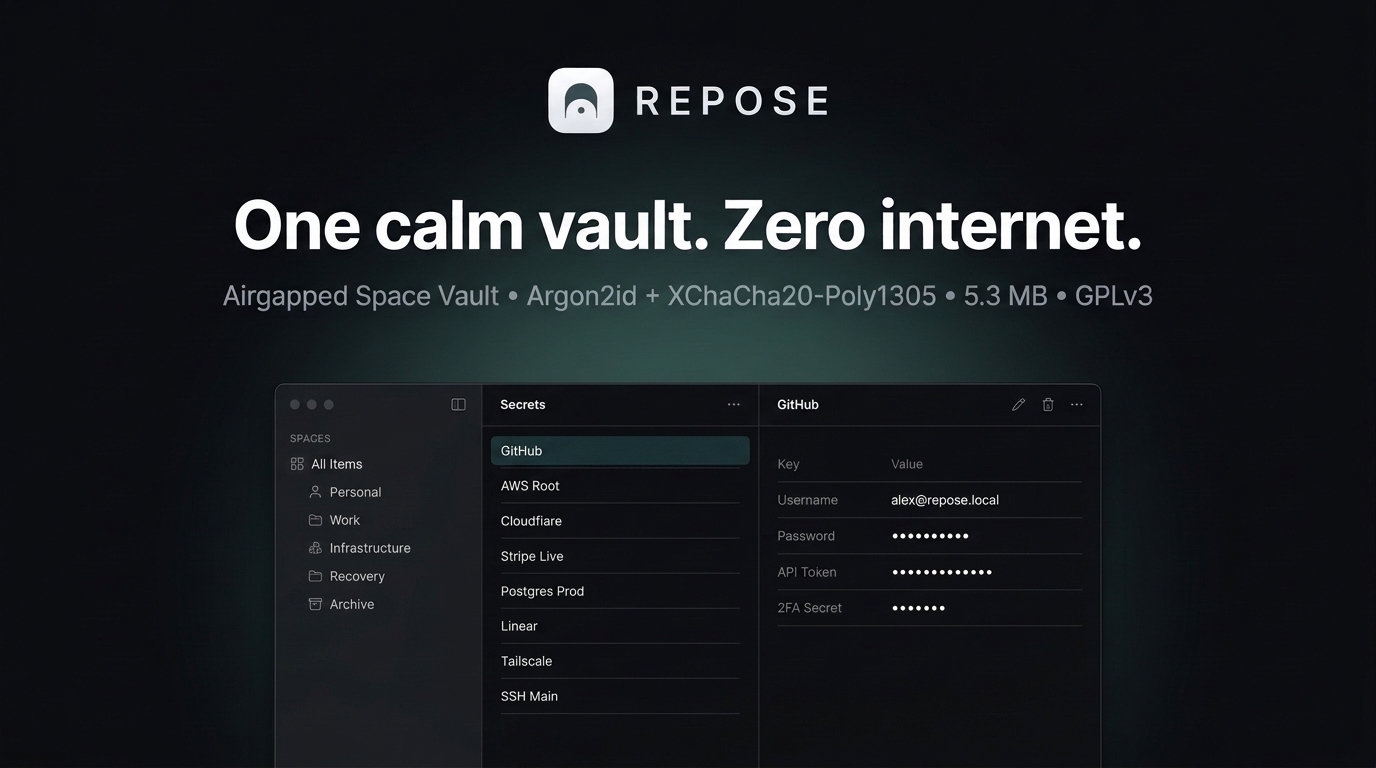 REPOSE
One calm vault. Zero internet.
Airgapped Space Vault • Argon2id + XChaCha20-Poly1305 • 5.3 MB • GPLv3
SPACES
All Items
Personal
Work
Infrastructure
Recovery
Archive
Secrets
GitHub
AWS Root
Cloudfiare
Stripe Live
Postgres Prod
Linear
Tailscale
SSH Main
GitHub
Key Value
Username alex@repose.local
Password ••••••••••
API Token •••••••••••••
2FA Secret •••••••